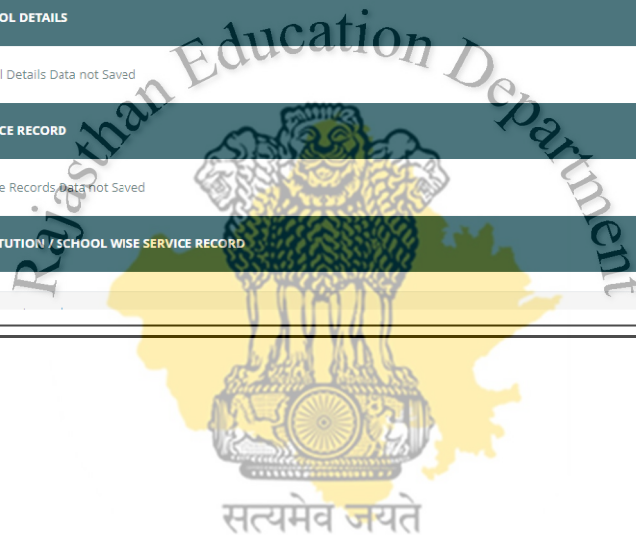 Rajasthan Education Department
OL DETAILS
l Details Data not Saved
CE RECORD
e Records Data not Saved
TUTION / SCHOOL WISE SERVICE RECORD
सत्यमेव जयते